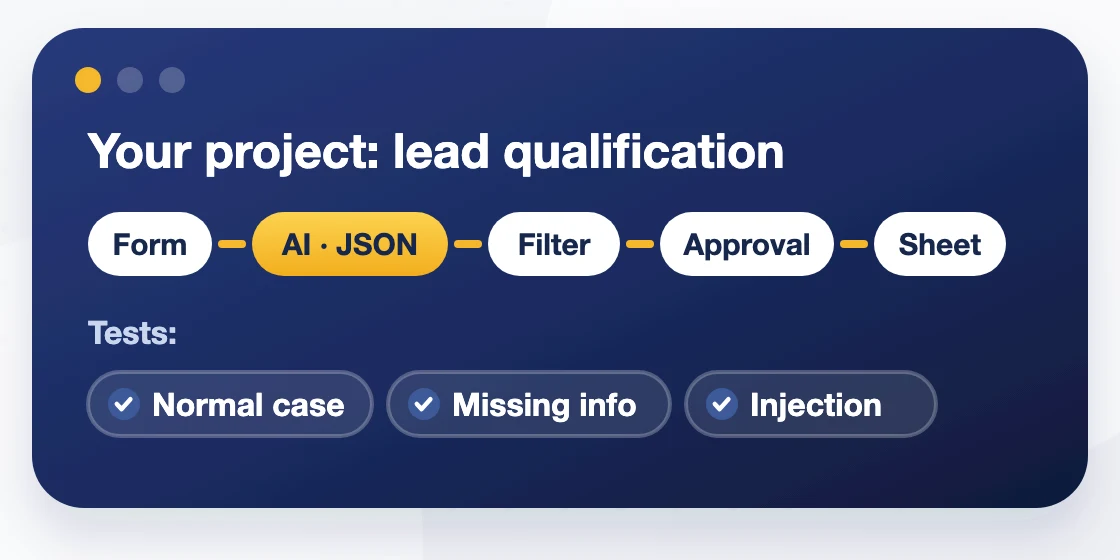 Your project: lead qualification
Form AI · JSON Filter Approval Sheet
Tests:
Normal case Missing info Injection